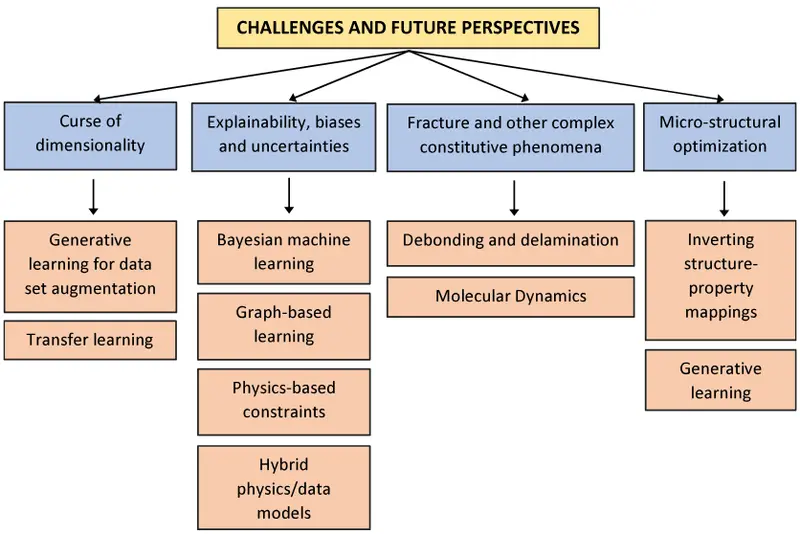 CHALLENGES AND FUTURE PERSPECTIVES
Curse of
dimensionality
Explainability, biases
and uncertainties
Fracture and other complex
constitutive phenomena
Micro-structural
optimization
Generative
learning for data
set augmentation
Transfer learning
Bayesian machine
learning
Graph-based
learning
Physics-based
constraints
Hybrid
physics/data
models
Debonding and delamination
Molecular Dynamics
Inverting
structure-
property
mappings
Generative
learning